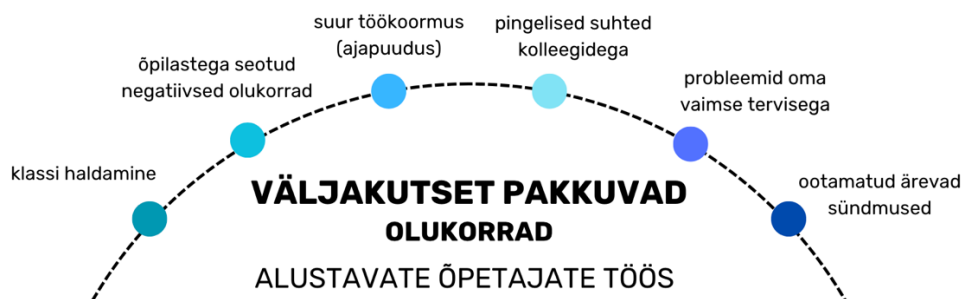 suur töökoormus
(ajapuudus)
pingelised suhted
kolleegidega
õpilastega seotud
negatiivsed olukorrad
probleemid oma
vaimse tervisega
klassi haldamine
ootamatud ärevad
sündmused
VÄLJAKUTSET PAKKUVAD
OLUKORRAD
ALUSTAVATE ÕPETAJATE TÖÖS